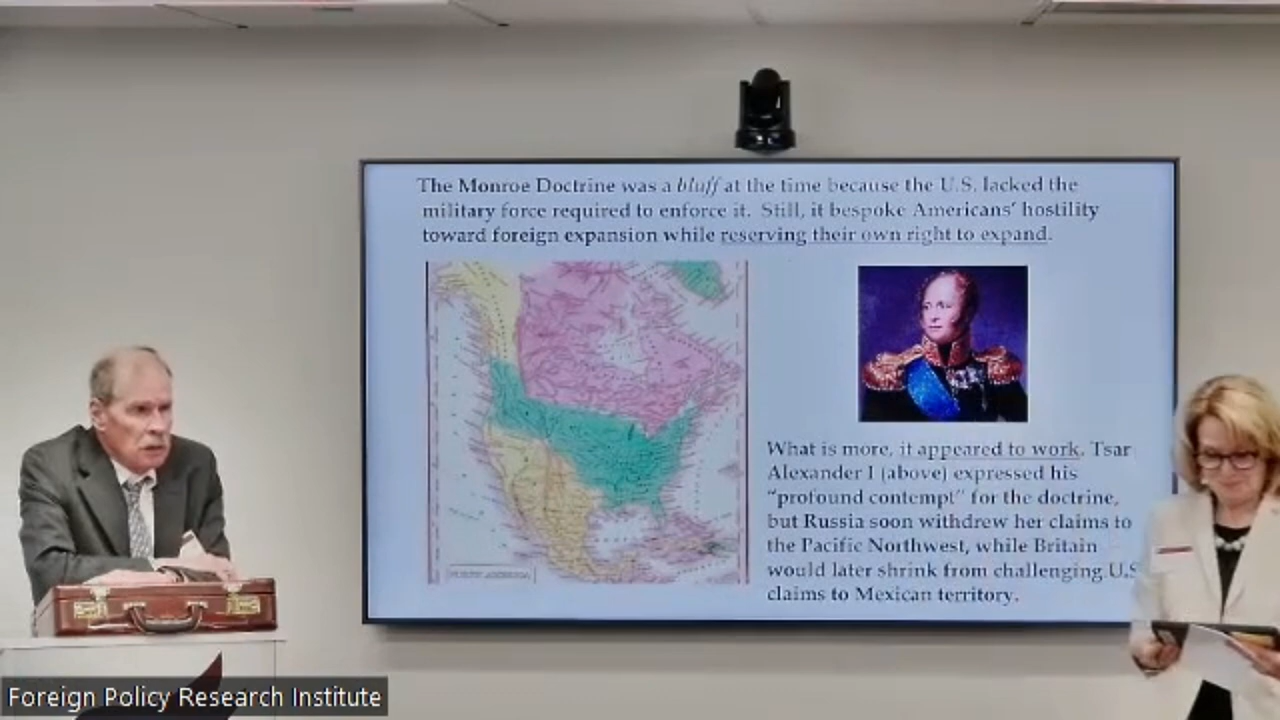 The Monroe Doctrine was a bluff at the time because the U.S. lacked the
military force required to enforce it. Still, it bespoke Americans' hostility
toward foreign expansion while reserving their own right to expand.
What is more, it appeared to work. Tsar
Alexander I (above) expressed his
"profound contempt" for the doctrine,
but Russia soon withdrew her claims to
the Pacific Northwest, while Britain
would later shrink from challenging U.S
claims to Mexican territory.
Foreign Policy Research Institute